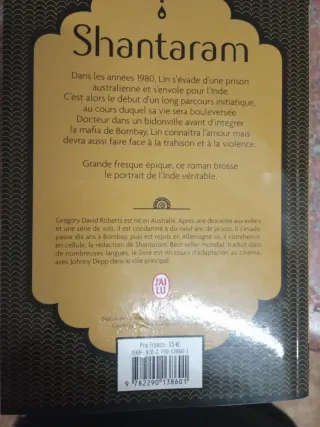 Shantaram
Dans les années 1980, Lin s'évade d'une prison
australienne et s'envole pour l'Inde.
C'est alors le début d'un long parcours initiatique,
au cours duquel sa vie sera bouleversée.
Docteur dans un bidonville avant d'intégrer
la mafia de Bombay, Lin connaîtra l'amour mais
devra aussi faire face à la trahison et à la violence.
Grande fresque épique, ce roman brosse
le portrait de l'Inde véritable.
Gregory David Roberts est né en Australie. Après une descente aux enfers
et une série de vols, il est condamné à dix-neuf ans de prison. Il s'évade,
passe dix ans à Bombay, puis est repris en Allemagne où il commence,
en cellule, la rédaction de Shantaram. Best-seller mondial, traduit dans
de nombreuses langues, le livre est en cours d'adaptation au cinéma,
avec Johnny Depp dans le rôle principal.
J'AI
LU
Prix France :
ISBN : 978-2-290-13860-1
9 782290 138601